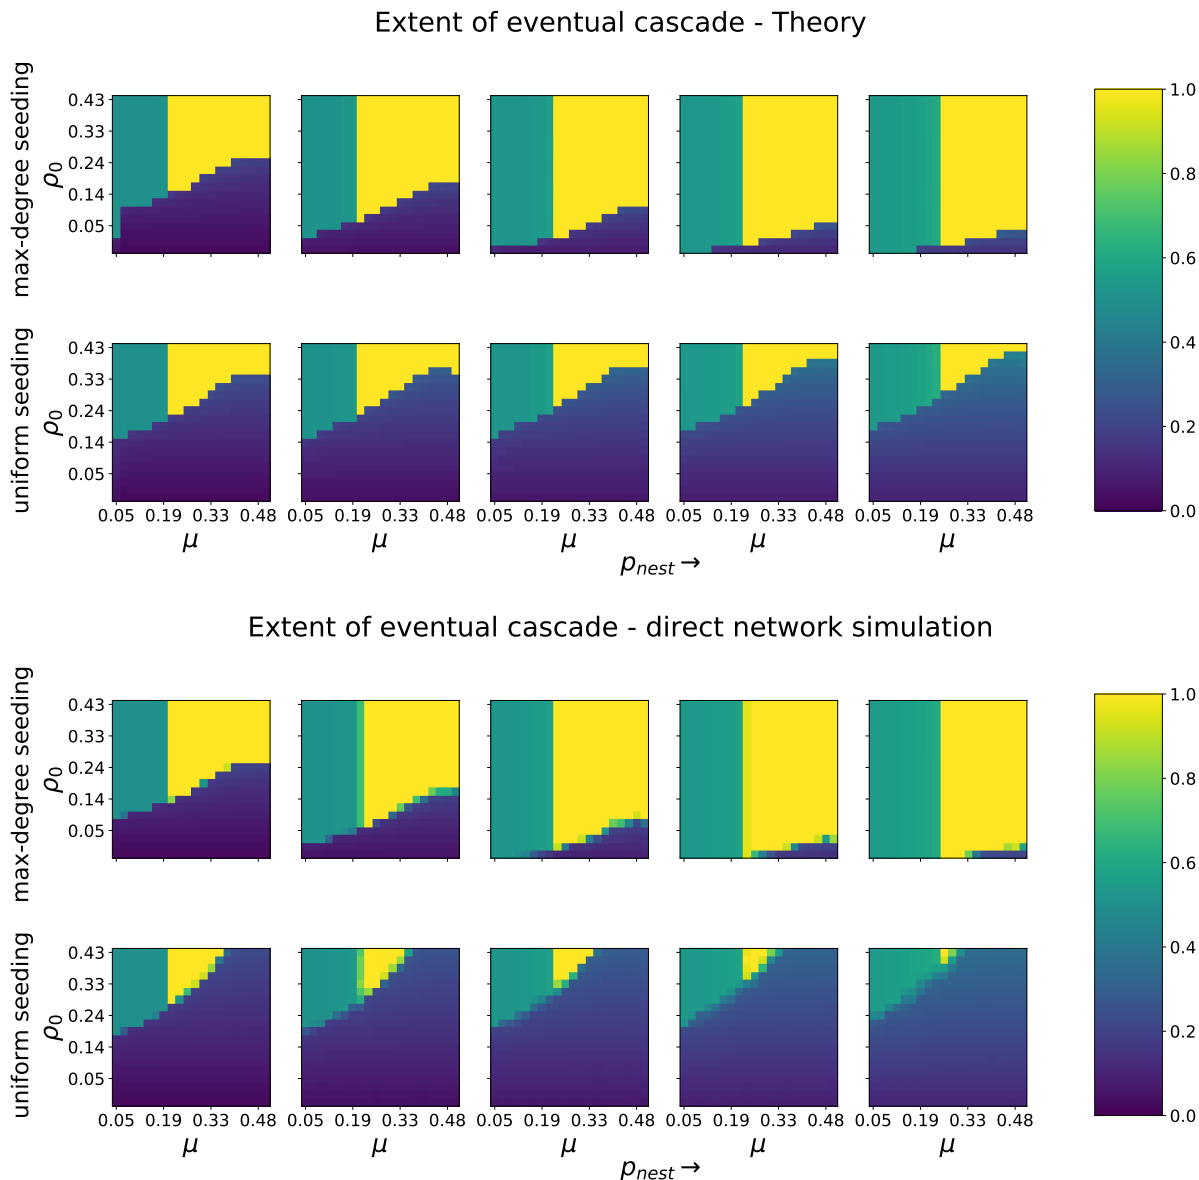 Extent of eventual cascade - Theory
max-degree seeding
ρ0
0.43
0.33
0.24
0.14
0.05
1.0
0.8
0.6
0.4
0.2
0.0
uniform seeding
ρ0
0.43
0.33
0.24
0.14
0.05
0.05 0.19 0.33 0.48 0.05 0.19 0.33 0.48 0.05 0.19 0.33 0.48 0.05 0.19 0.33 0.48 0.05 0.19 0.33 0.48
μ μ μ μ μ
pnest →
Extent of eventual cascade - direct network simulation
max-degree seeding
ρ0
0.43
0.33
0.24
0.14
0.05
1.0
0.8
0.6
0.4
0.2
0.0
uniform seeding
ρ0
0.43
0.33
0.24
0.14
0.05
0.05 0.19 0.33 0.48 0.05 0.19 0.33 0.48 0.05 0.19 0.33 0.48 0.05 0.19 0.33 0.48 0.05 0.19 0.33 0.48
μ μ μ μ μ
pnest →